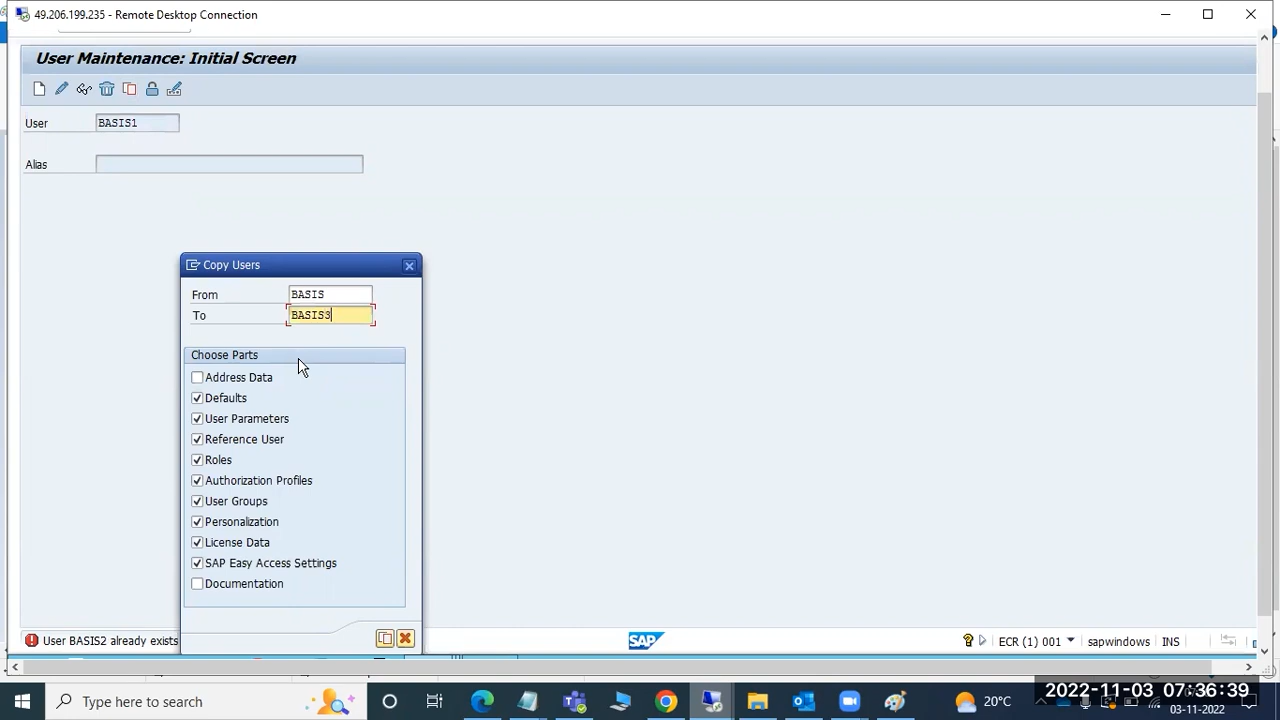 49.206.199.235 - Remote Desktop Connection
User Maintenance: Initial Screen
User BASIS1
Alias
Copy Users
From BASIS
To BASIS3
Choose Parts
Address Data
Defaults
User Parameters
Reference User
Roles
Authorization Profiles
User Groups
Personalization
License Data
SAP Easy Access Settings
Documentation
User BASIS2 already exists
SAP
ECR (1) 001
sapwindows
INS
Type here to search
20°C
2022-11-03 07:36:39
03-11-2022